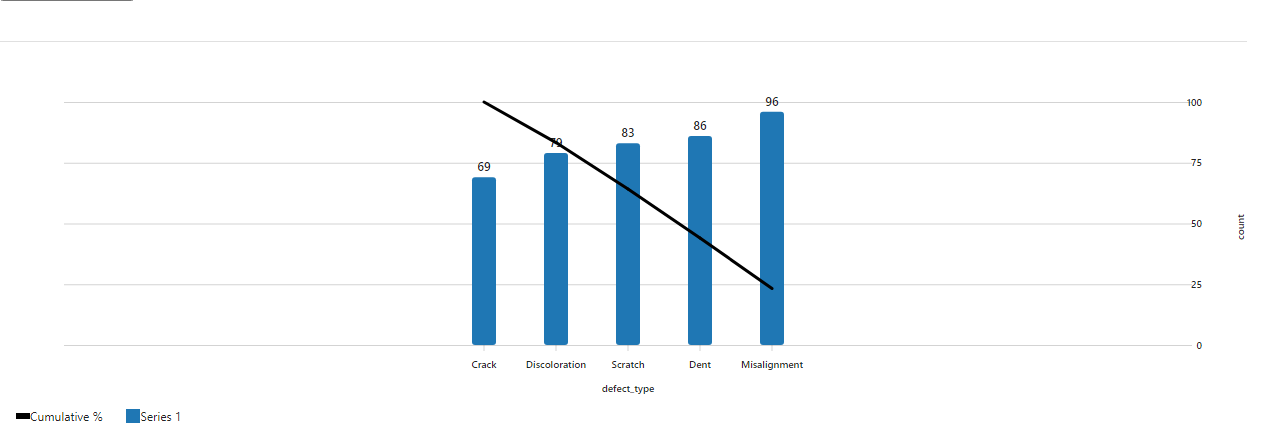 96
100
83
86
79
69
75
50
25
0
count
Crack Discoloration Scratch Dent Misalignment
defect_type
Cumulative % Series 1